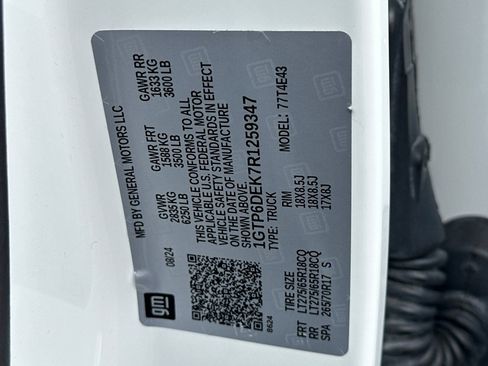 MFD BY GENERAL MOTORS LLC
08/24
GVWR
2835 KG
6250 LB
GAWR FRT
1588 KG
3500 LB
GAWR RR
1633 KG
3600 LB
THIS VEHICLE CONFORMS TO ALL
APPLICABLE U.S. FEDERAL MOTOR
VEHICLE SAFETY STANDARDS IN EFFECT
ON THE DATE OF MANUFACTURE
SHOWN ABOVE.
1GTP6DEK7R1259347
TYPE: TRUCK
MODEL: 77T4E43
gm
8624
TIRE SIZE
RIM
FRT LT275/65R18CQ 18X8.5J
RR LT275/65R18CQ 18X8.5J
SPA 265/70R17 S 17X8J